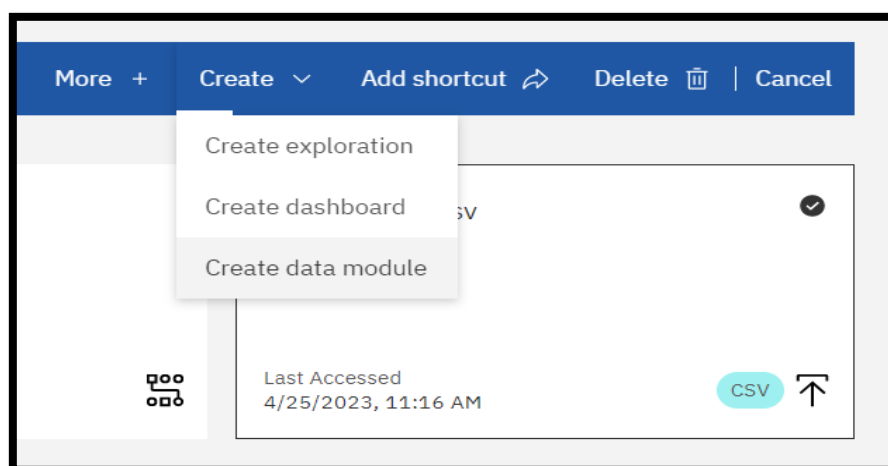 More + Create Add shortcut Delete | Cancel
Create exploration
Create dashboard
sv
Create data module
Last Accessed
4/25/2023, 11:16 AM
CSV